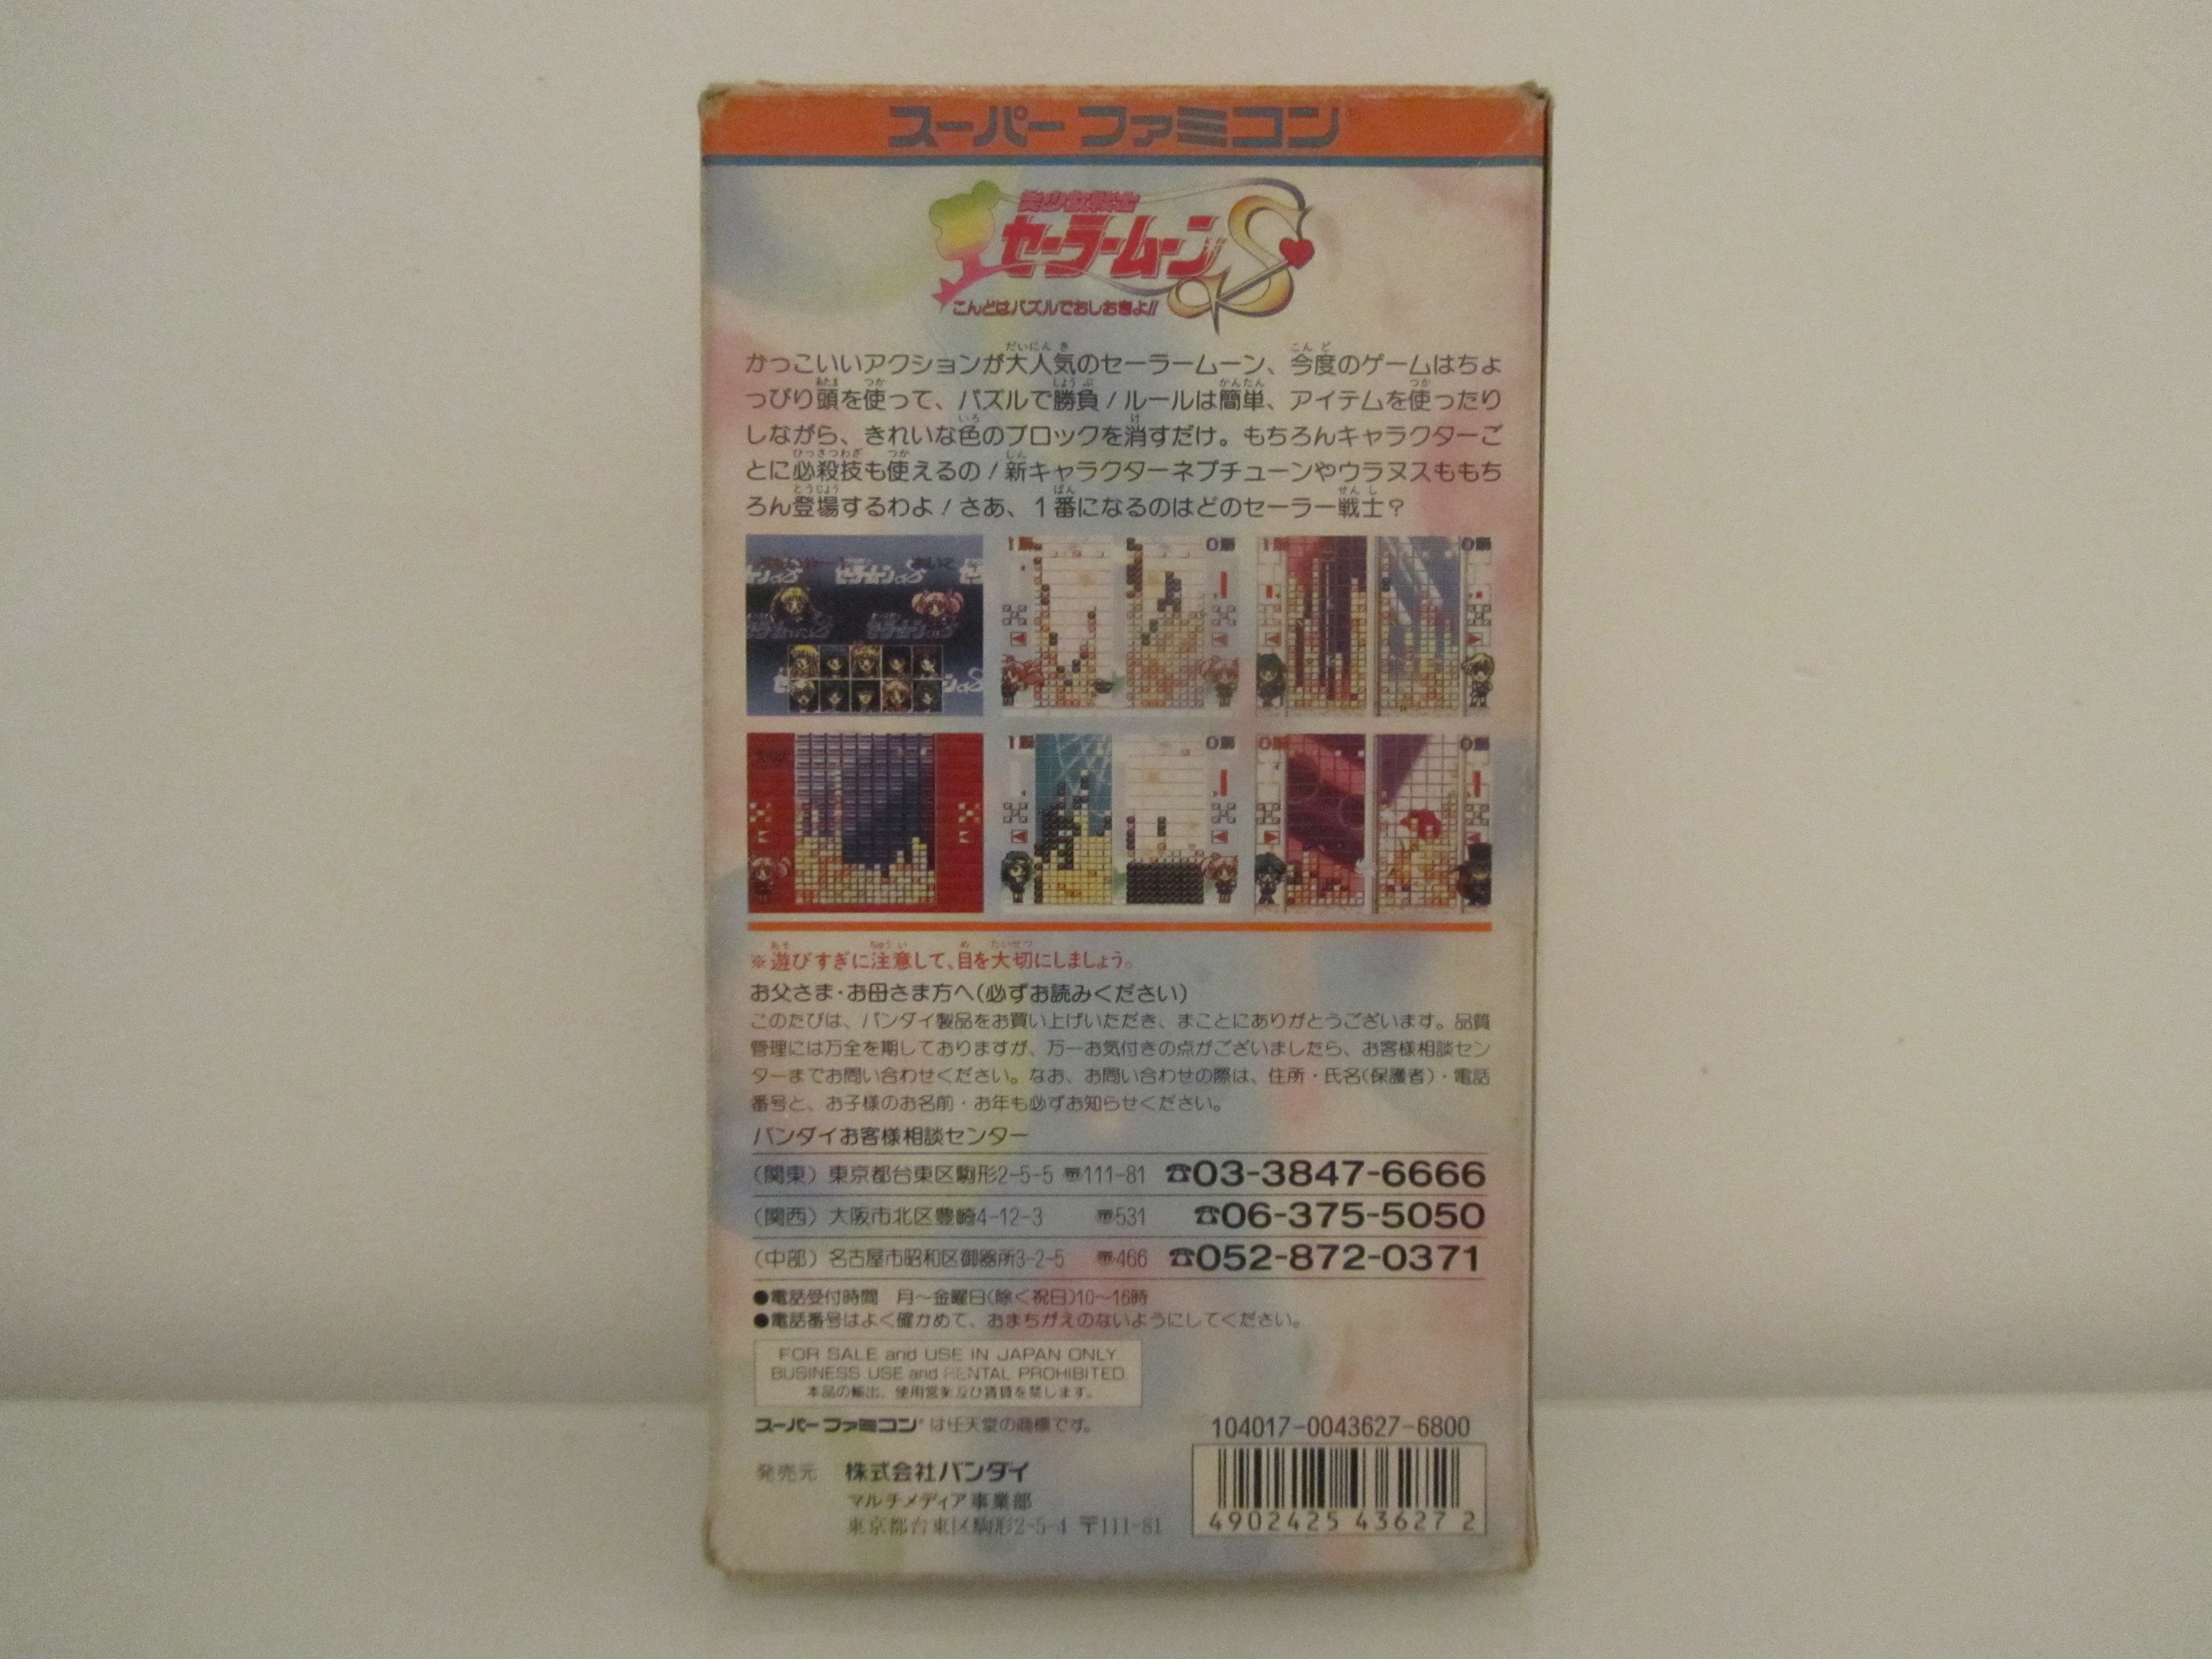 スーパーファミコン
美少女戦士
セーラームーンS
こんどはパズルでおしおきよ!!
かっこいいアクションが大人気のセーラームーン、今度のゲームはちょ
っぴり頭を使って、パズルで勝負！ルールは簡単、アイテムを使ったり
しながら、きれいな色のブロックを消すだけ。もちろんキャラクターご
とに必殺技も使えるの！新キャラクターネプチューンやウラヌスももち
ろん登場するわよ！さあ、1番になるのはどのセーラー戦士？
※遊びすぎに注意して、目を大切にしましょう。
お父さま・お母さま方へ(必ずお読みください)
このたびは、バンダイ製品をお買い上げいただき、まことにありがとうございます。品質
管理には万全を期しておりますが、万一お気付きの点がございましたら、お客様相談セン
ターまでお問い合わせください。なお、お問い合わせの際は、住所・氏名(保護者)・電話
番号と、お子様のお名前・お年も必ずお知らせください。
バンダイお客様相談センター
(関東) 東京都台東区駒形2-5-5 〠111-81 ☎03-3847-6666
(関西) 大阪市北区豊崎4-12-3 〠531 ☎06-375-5050
(中部) 名古屋市昭和区御器所3-2-5 〠466 ☎052-872-0371
●電話受付時間 月〜金曜日(除く祝日)10〜16時
●電話番号はよく確かめて、おまちがえのないようにしてください。
FOR SALE and USE IN JAPAN ONLY.
BUSINESS USE and RENTAL PROHIBITED.
本品の輸出、使用営業及び賃貸を禁じます。
スーパーファミコン®は任天堂の商標です。
104017-0043627-6800
発売元 株式会社バンダイ
マルチメディア事業部
東京都台東区駒形2-5-4 〒111-81
4902425 43627 2